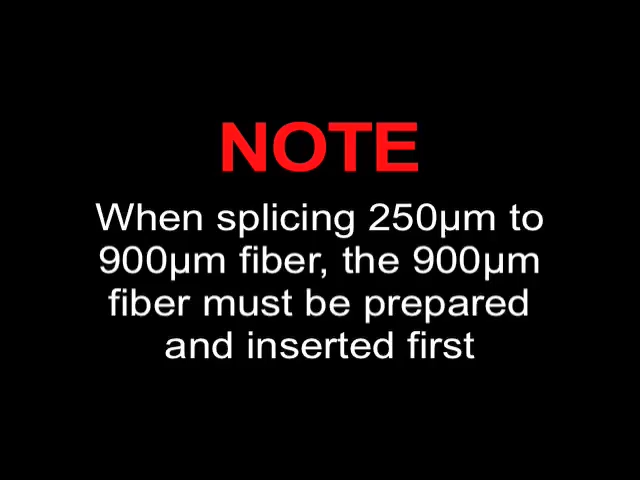 NOTE
When splicing 250µm to
900µm fiber, the 900µm
fiber must be prepared
and inserted first